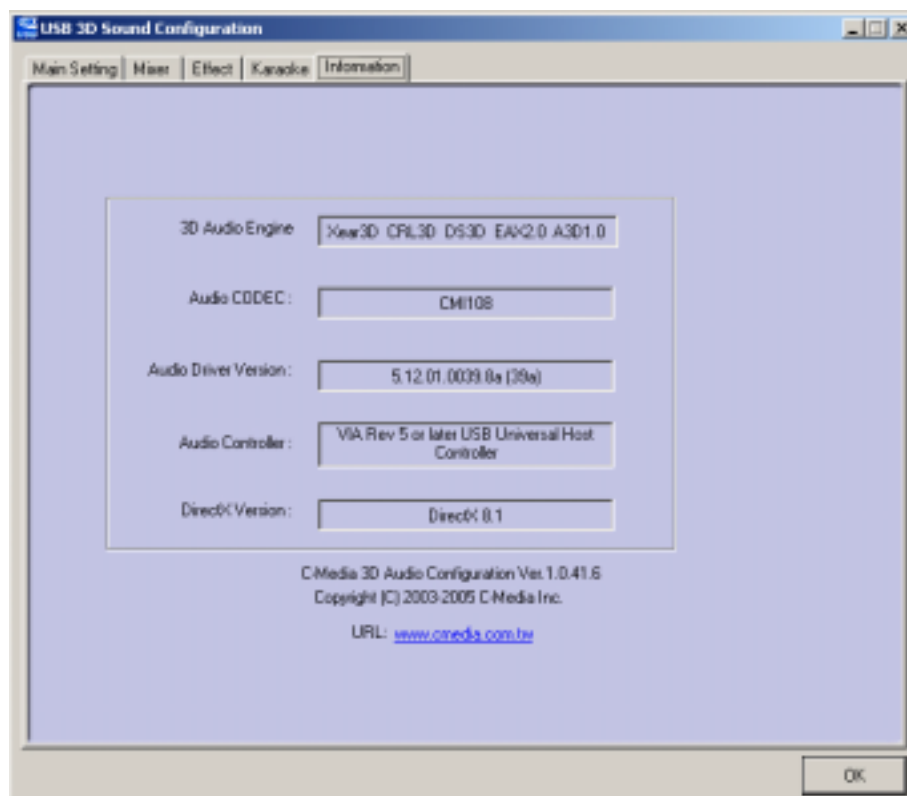 USB 3D Sound Configuration
Main Setting Mixer Effect Karaoke Information
3D Audio Engine Xear3D CRL3D DS3D EAX2.0 A3D1.0
Audio CODEC : CMI108
Audio Driver Version : 5.12.01.0039.8a (39a)
Audio Controller : VIA Rev 5 or later USB Universal Host
Controller
DirectX Version : DirectX 8.1
C-Media 3D Audio Configuration Ver. 1.0.41.6
Copyright (C) 2003-2005 C-Media Inc.
URL: www.cmedia.com.tw
OK